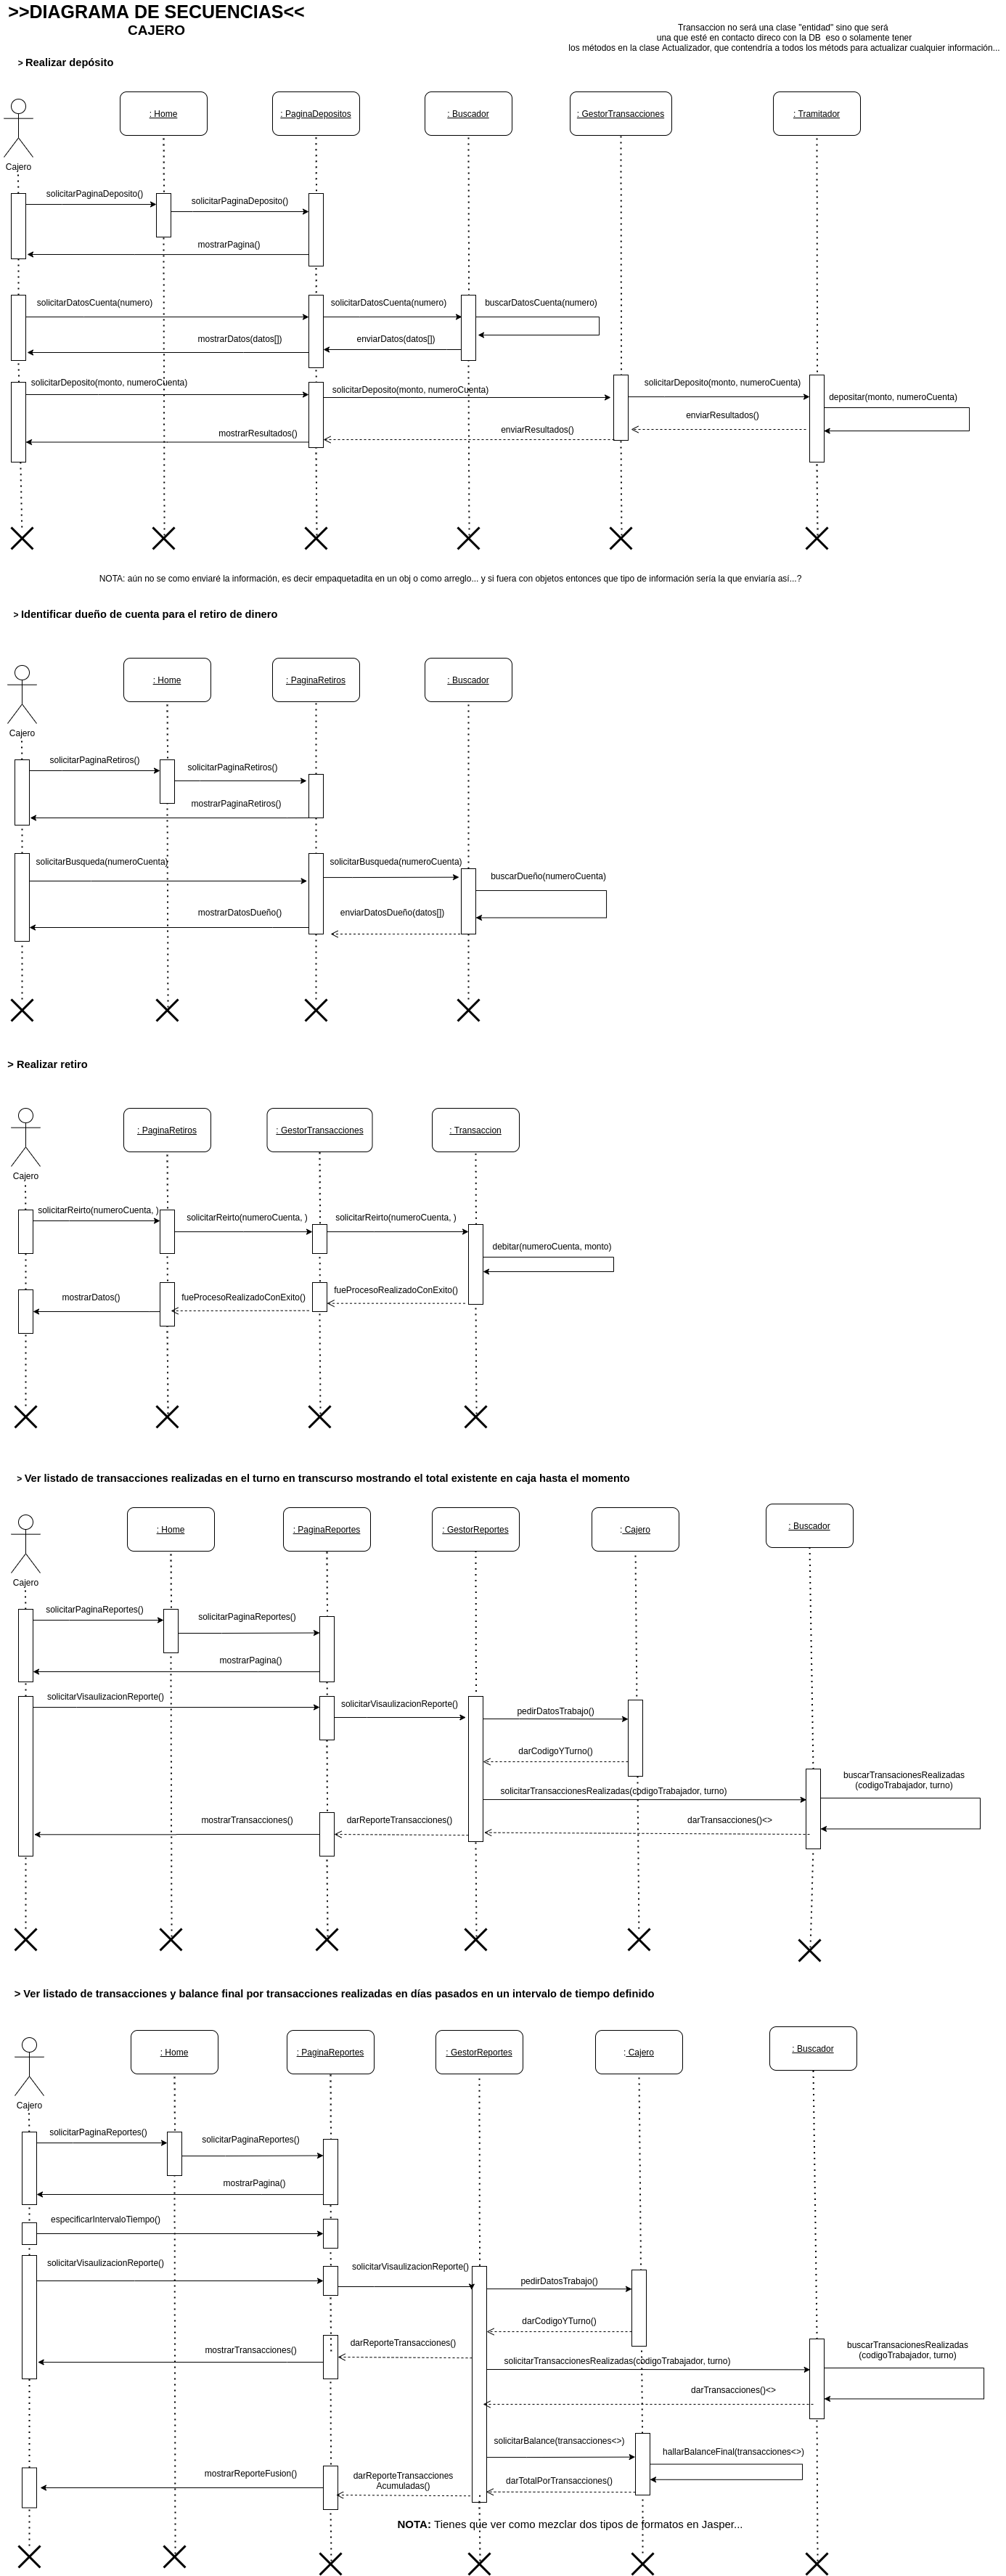 >>DIAGRAMA DE SECUENCIAS<<
CAJERO
Transaccion no será una clase "entidad" sino que será
una que esté en contacto direco con la DB  eso o solamente tener
los métodos en la clase Actualizador, que contendría a todos los métods para actualizar cualquier información...
> Realizar depósito
: Home
: PaginaDepositos
: Buscador
: GestorTransacciones
: Tramitador
Cajero
solicitarPaginaDeposito()
solicitarPaginaDeposito()
mostrarPagina()
solicitarDatosCuenta(numero)
solicitarDatosCuenta(numero)
buscarDatosCuenta(numero)
mostrarDatos(datos[])
enviarDatos(datos[])
solicitarDeposito(monto, numeroCuenta)
solicitarDeposito(monto, numeroCuenta)
solicitarDeposito(monto, numeroCuenta)
depositar(monto, numeroCuenta)
enviarResultados()
enviarResultados()
mostrarResultados()
NOTA: aún no se como enviaré la información, es decir empaquetadita en un obj o como arreglo... y si fuera con objetos entonces que tipo de información sería la que enviaría así...?
> Identificar dueño de cuenta para el retiro de dinero
: Home
: PaginaRetiros
: Buscador
Cajero
solicitarPaginaRetiros()
solicitarPaginaRetiros()
mostrarPaginaRetiros()
solicitarBusqueda(numeroCuenta)
solicitarBusqueda(numeroCuenta)
buscarDueño(numeroCuenta)
mostrarDatosDueño()
enviarDatosDueño(datos[])
> Realizar retiro
: PaginaRetiros
: GestorTransacciones
: Transaccion
Cajero
solicitarReirto(numeroCuenta, )
solicitarReirto(numeroCuenta, )
solicitarReirto(numeroCuenta, )
debitar(numeroCuenta, monto)
mostrarDatos()
fueProcesoRealizadoConExito()
fueProcesoRealizadoConExito()
> Ver listado de transacciones realizadas en el turno en transcurso mostrando el total existente en caja hasta el momento
: Home
: PaginaReportes
: GestorReportes
: Cajero
: Buscador
Cajero
solicitarPaginaReportes()
solicitarPaginaReportes()
mostrarPagina()
solicitarVisaulizacionReporte()
solicitarVisaulizacionReporte()
pedirDatosTrabajo()
darCodigoYTurno()
solicitarTransaccionesRealizadas(codigoTrabajador, turno)
buscarTransacionesRealizadas
(codigoTrabajador, turno)
mostrarTransacciones()
darReporteTransacciones()
darTransacciones()<>
> Ver listado de transacciones y balance final por transacciones realizadas en días pasados en un intervalo de tiempo definido
: Home
: PaginaReportes
: GestorReportes
: Cajero
: Buscador
Cajero
solicitarPaginaReportes()
solicitarPaginaReportes()
mostrarPagina()
especificarIntervaloTiempo()
solicitarVisaulizacionReporte()
solicitarVisaulizacionReporte()
pedirDatosTrabajo()
darCodigoYTurno()
mostrarTransacciones()
darReporteTransacciones()
solicitarTransaccionesRealizadas(codigoTrabajador, turno)
buscarTransacionesRealizadas
(codigoTrabajador, turno)
darTransacciones()<>
solicitarBalance(transacciones<>)
hallarBalanceFinal(transacciones<>)
mostrarReporteFusion()
darReporteTransacciones
Acumuladas()
darTotalPorTransacciones()
NOTA: Tienes que ver como mezclar dos tipos de formatos en Jasper...